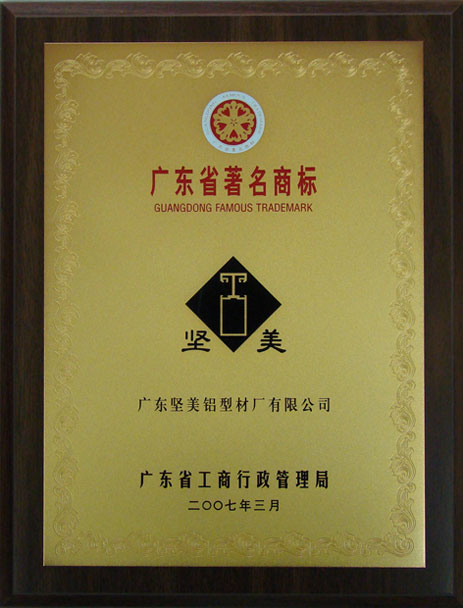 广东省著名商标
GUANGDONG FAMOUS TRADEMARK
坚美
广东坚美铝型材厂有限公司
广东省工商行政管理局
二〇〇七年三月